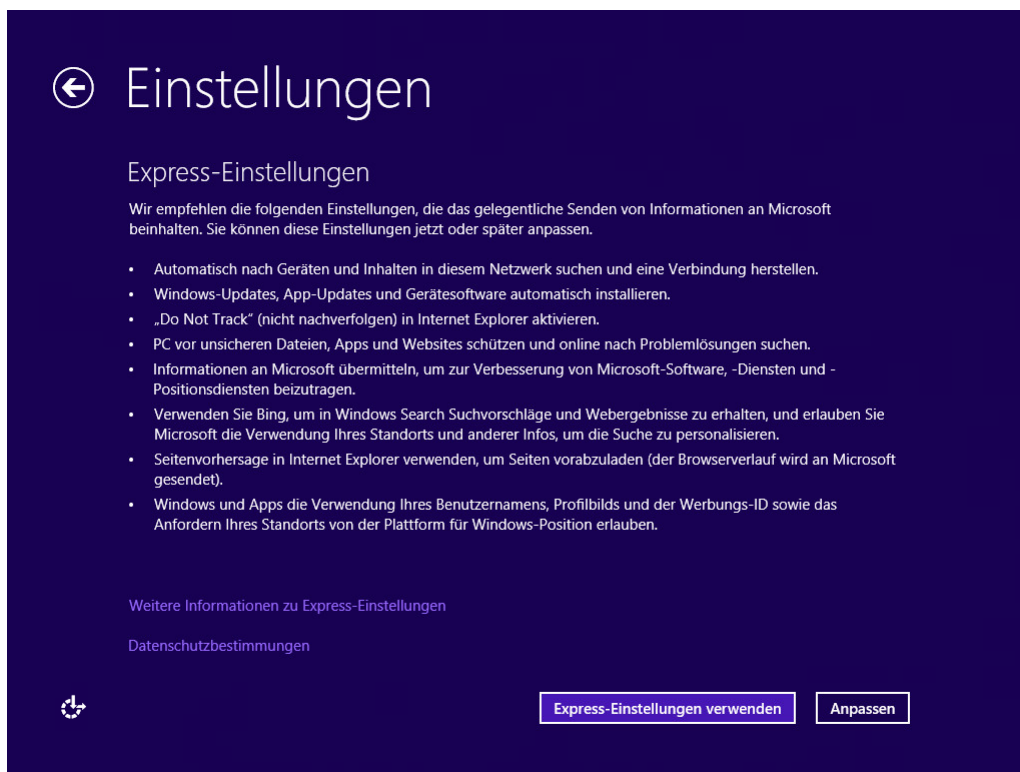 Einstellungen
Express-Einstellungen
Wir empfehlen die folgenden Einstellungen, die das gelegentliche Senden von Informationen an Microsoft
beinhalten. Sie können diese Einstellungen jetzt oder später anpassen.
• Automatisch nach Geräten und Inhalten in diesem Netzwerk suchen und eine Verbindung herstellen.
• Windows-Updates, App-Updates und Gerätesoftware automatisch installieren.
• „Do Not Track“ (nicht nachverfolgen) in Internet Explorer aktivieren.
• PC vor unsicheren Dateien, Apps und Websites schützen und online nach Problemlösungen suchen.
• Informationen an Microsoft übermitteln, um zur Verbesserung von Microsoft-Software, -Diensten und -
Positionsdiensten beizutragen.
• Verwenden Sie Bing, um in Windows Search Suchvorschläge und Webergebnisse zu erhalten, und erlauben Sie
Microsoft die Verwendung Ihres Standorts und anderer Infos, um die Suche zu personalisieren.
• Seitenvorhersage in Internet Explorer verwenden, um Seiten vorabzuladen (der Browserverlauf wird an Microsoft
gesendet).
• Windows und Apps die Verwendung Ihres Benutzernamens, Profilbilds und der Werbungs-ID sowie das
Anfordern Ihres Standorts von der Plattform für Windows-Position erlauben.
Weitere Informationen zu Express-Einstellungen
Datenschutzbestimmungen
Express-Einstellungen verwenden
Anpassen